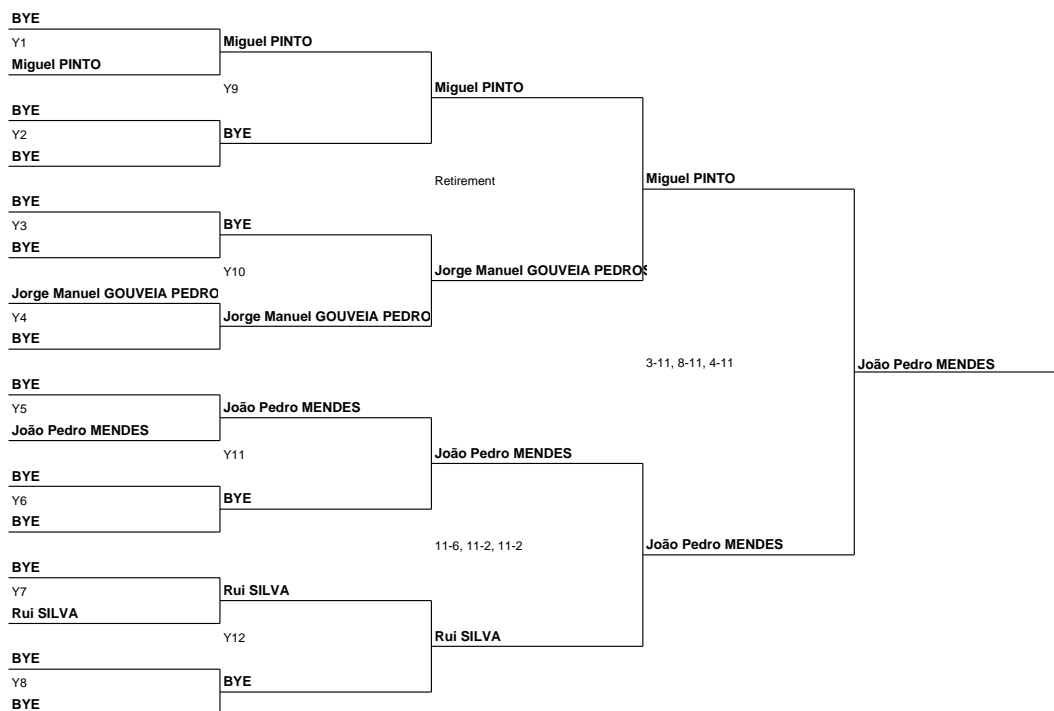 BYE
Y1
Miguel PINTO
Miguel PINTO
Y9
Miguel PINTO
BYE
Y2
BYE
BYE
Retirement
Miguel PINTO
BYE
Y3
BYE
BYE
Y10
Jorge Manuel GOUVEIA PEDROS
Jorge Manuel GOUVEIA PEDRO
Y4
Jorge Manuel GOUVEIA PEDRO
BYE
3-11, 8-11, 4-11
João Pedro MENDES
BYE
Y5
João Pedro MENDES
João Pedro MENDES
Y11
João Pedro MENDES
BYE
Y6
BYE
BYE
11-6, 11-2, 11-2
João Pedro MENDES
BYE
Y7
Rui SILVA
Rui SILVA
Y12
Rui SILVA
BYE
Y8
BYE
BYE